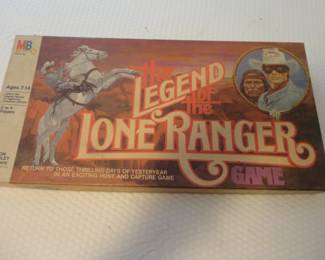 MB
Ages 7-14
The
LEGEND
OF the
LONE RANGER
GAME
RETURN TO THOSE THRILLING DAYS OF YESTERYEAR
IN AN EXCITING HUNT AND CAPTURE GAME